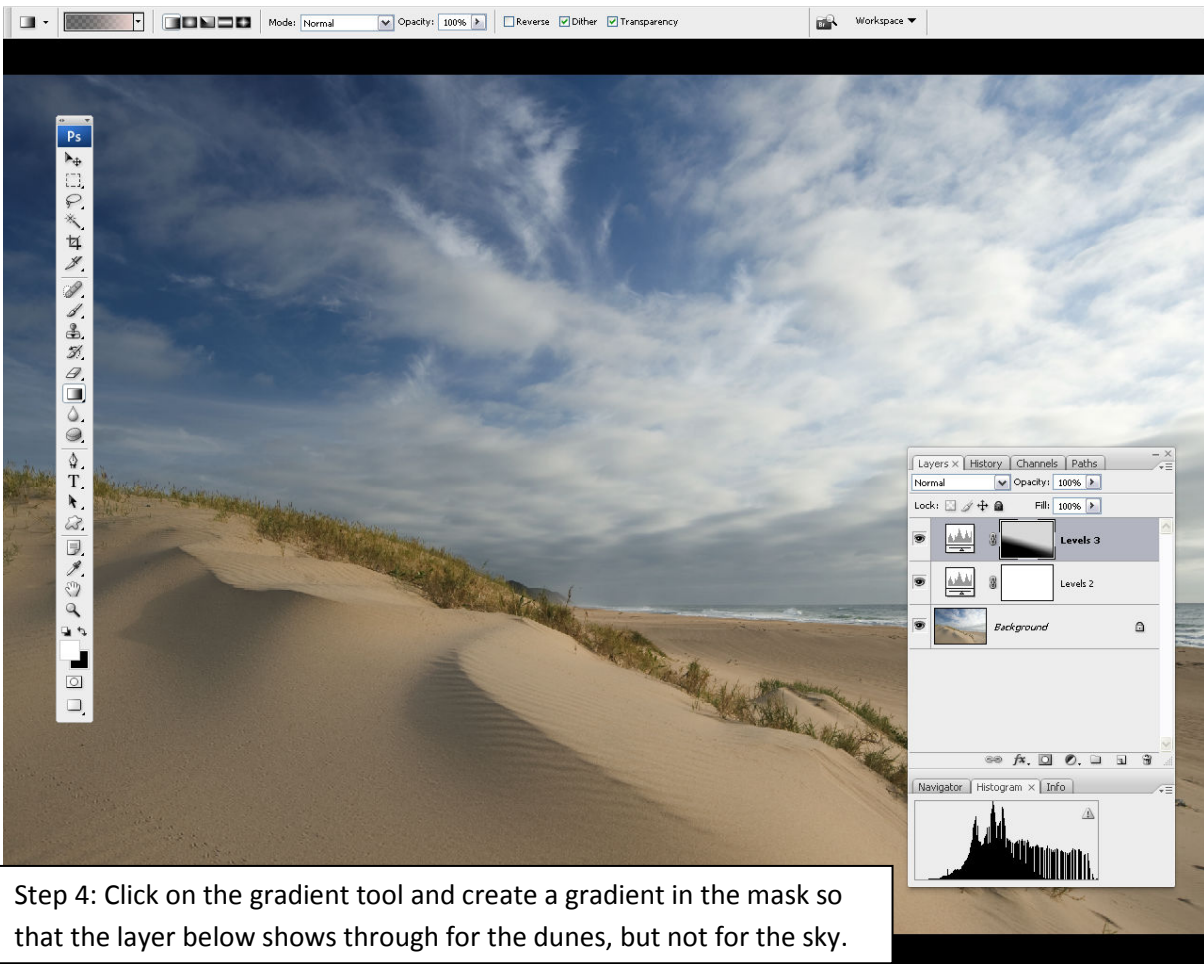 Mode: Normal Opacity: 100% Reverse Dither Transparency Br Workspace
Ps
T
Layers × History Channels Paths
Normal Opacity: 100%
Lock: Fill: 100%
Levels 3
Levels 2
Background
fx.
Navigator Histogram × Info
Step 4: Click on the gradient tool and create a gradient in the mask so
that the layer below shows through for the dunes, but not for the sky.